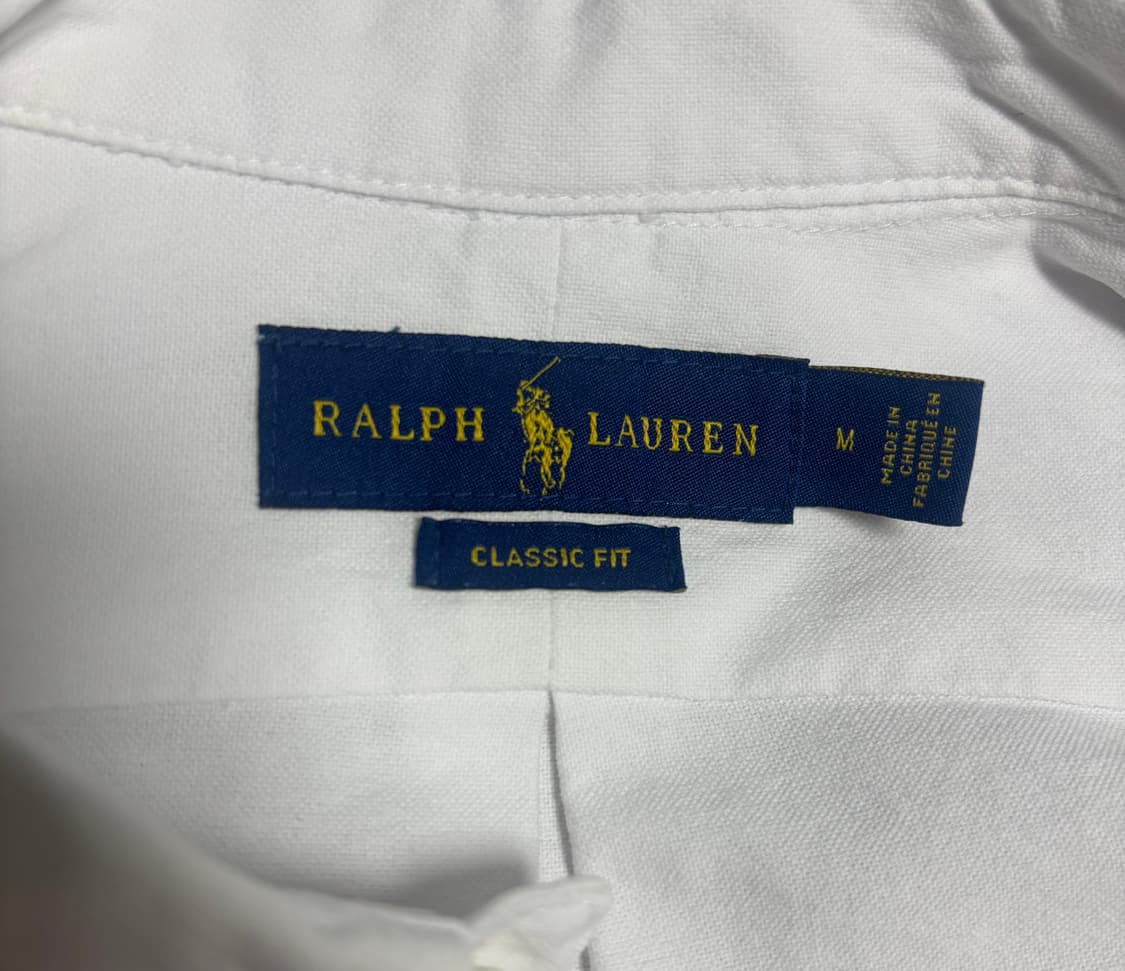 RALPH LAUREN
M
MADE IN
CHINA
FABRIQUÉ EN
CHINE
CLASSIC FIT